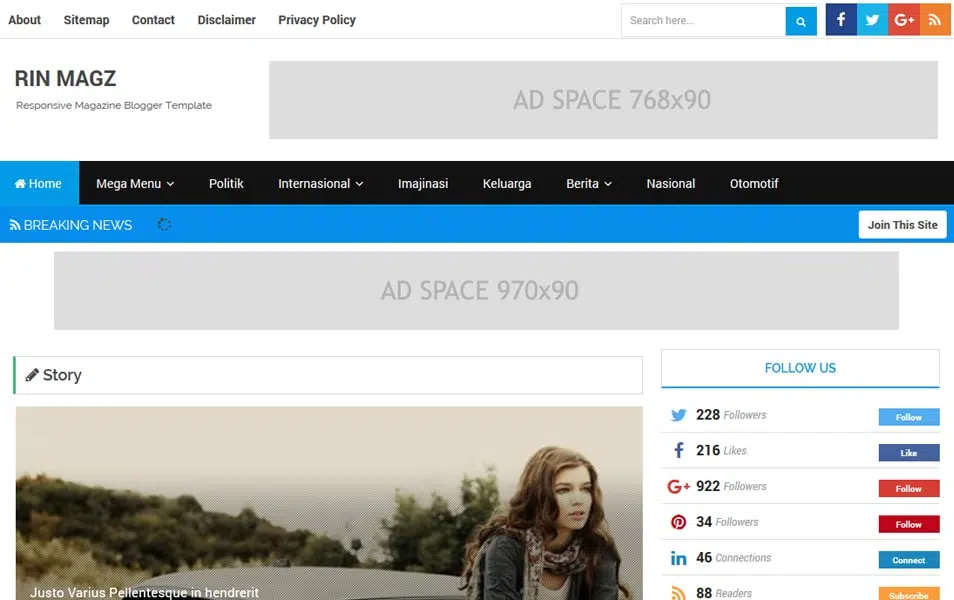 About Sitemap Contact Disclaimer Privacy Policy Search here...
RIN MAGZ
Responsive Magazine Blogger Template
AD SPACE 768x90
Home Mega Menu Politik Internasional Imajinasi Keluarga Berita Nasional Otomotif
BREAKING NEWS Join This Site
AD SPACE 970x90
Story
Justo Varius Pellentesque in hendrerit
FOLLOW US
228 Followers Follow
216 Likes Like
922 Followers Follow
34 Followers Follow
46 Connections Connect
88 Readers Subscribe